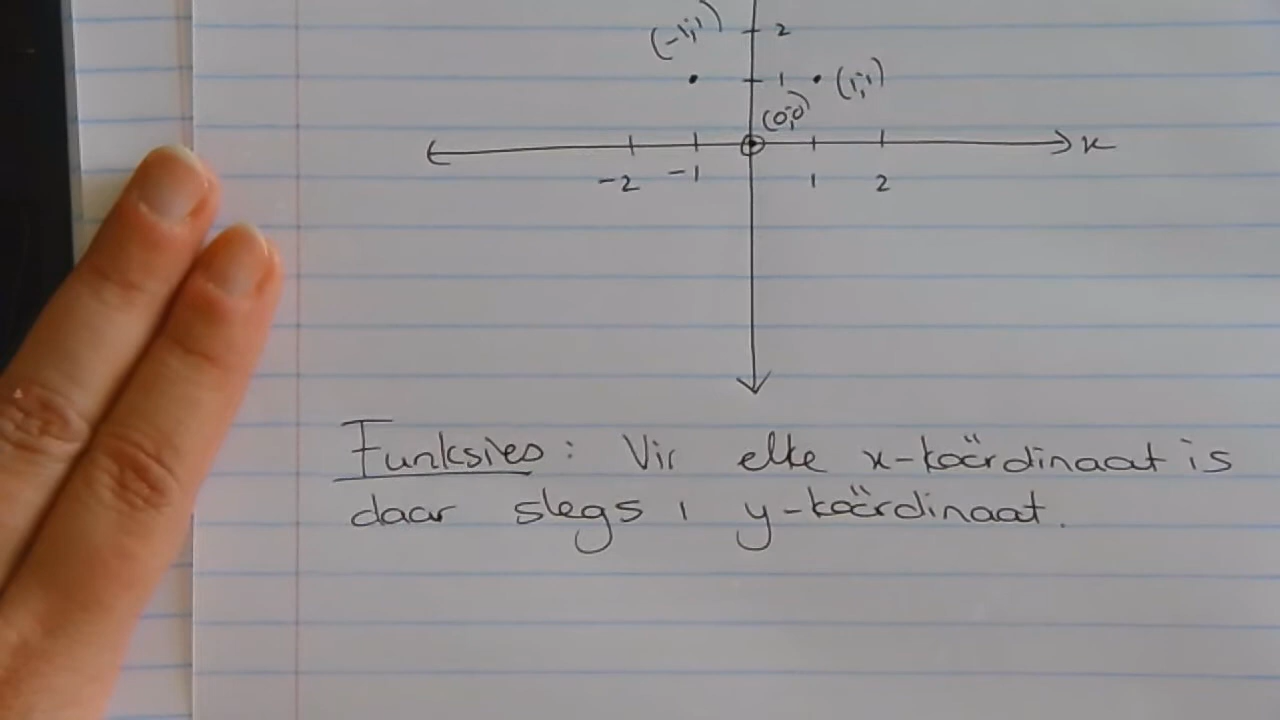 (-1;1) 2
1 (1;1)
(0;0)
x
-2 -1 1 2
Funksies: Vir elke x-koördinaat is
daar slegs 1 y-koördinaat.